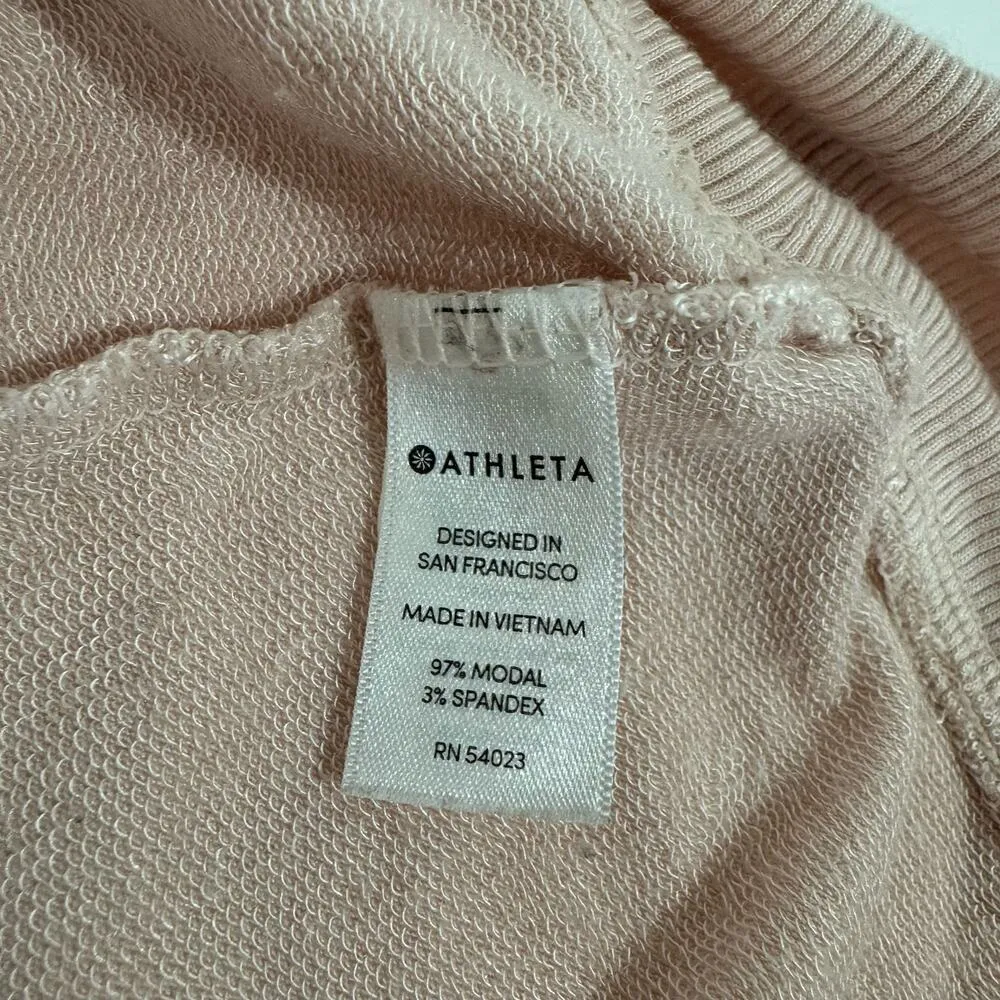 ATHLETA
DESIGNED IN
SAN FRANCISCO
MADE IN VIETNAM
97% MODAL
3% SPANDEX
RN 54023